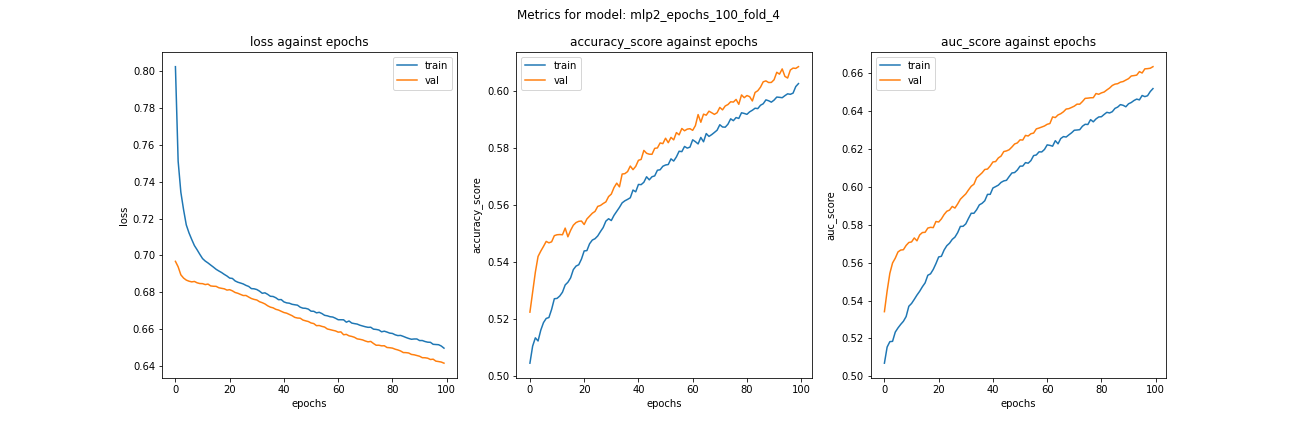 Metrics for model: mlp2_epochs_100_fold_4
loss against epochs
train
val
0.80
0.78
0.76
0.74
0.72
0.70
0.68
0.66
0.64
loss
0
20
40
60
80
100
epochs
accuracy_score against epochs
train
val
0.60
0.58
0.56
0.54
0.52
0.50
accuracy_score
0
20
40
60
80
100
epochs
auc_score against epochs
train
val
0.66
0.64
0.62
0.60
0.58
0.56
0.54
0.52
0.50
auc_score
0
20
40
60
80
100
epochs